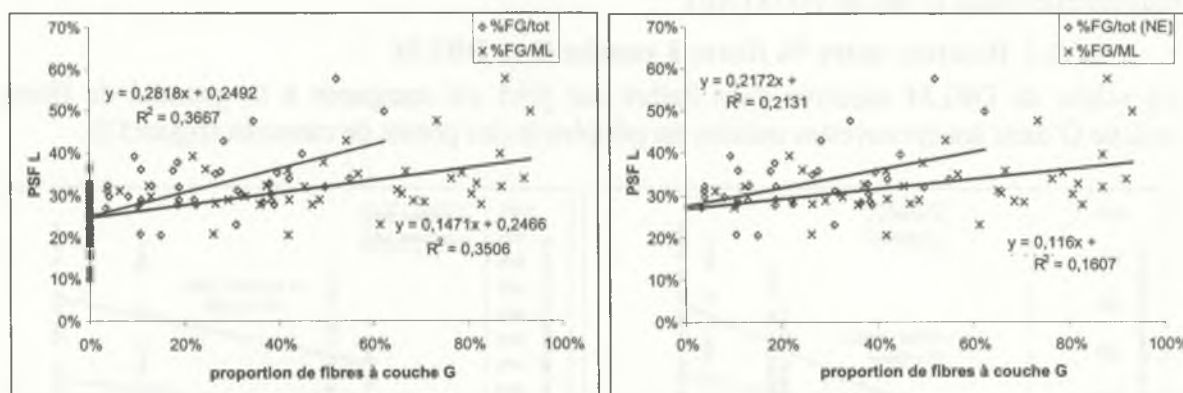 70%
60%
50%
40%
30%
20%
10%
0%
PSF L
◊ %FG/tot
× %FG/ML
y = 0,2818x + 0,2492
R² = 0,3667
y = 0,1471x + 0,2466
R² = 0,3506
0% 20% 40% 60% 80% 100%
proportion de fibres à couche G
70%
60%
50%
40%
30%
20%
10%
0%
PSF L
◊ %FG/tot (NE)
× %FG/ML
y = 0,2172x +
R² = 0,2131
y = 0,116x +
R² = 0,1607
0% 20% 40% 60% 80% 100%
proportion de fibres à couche G